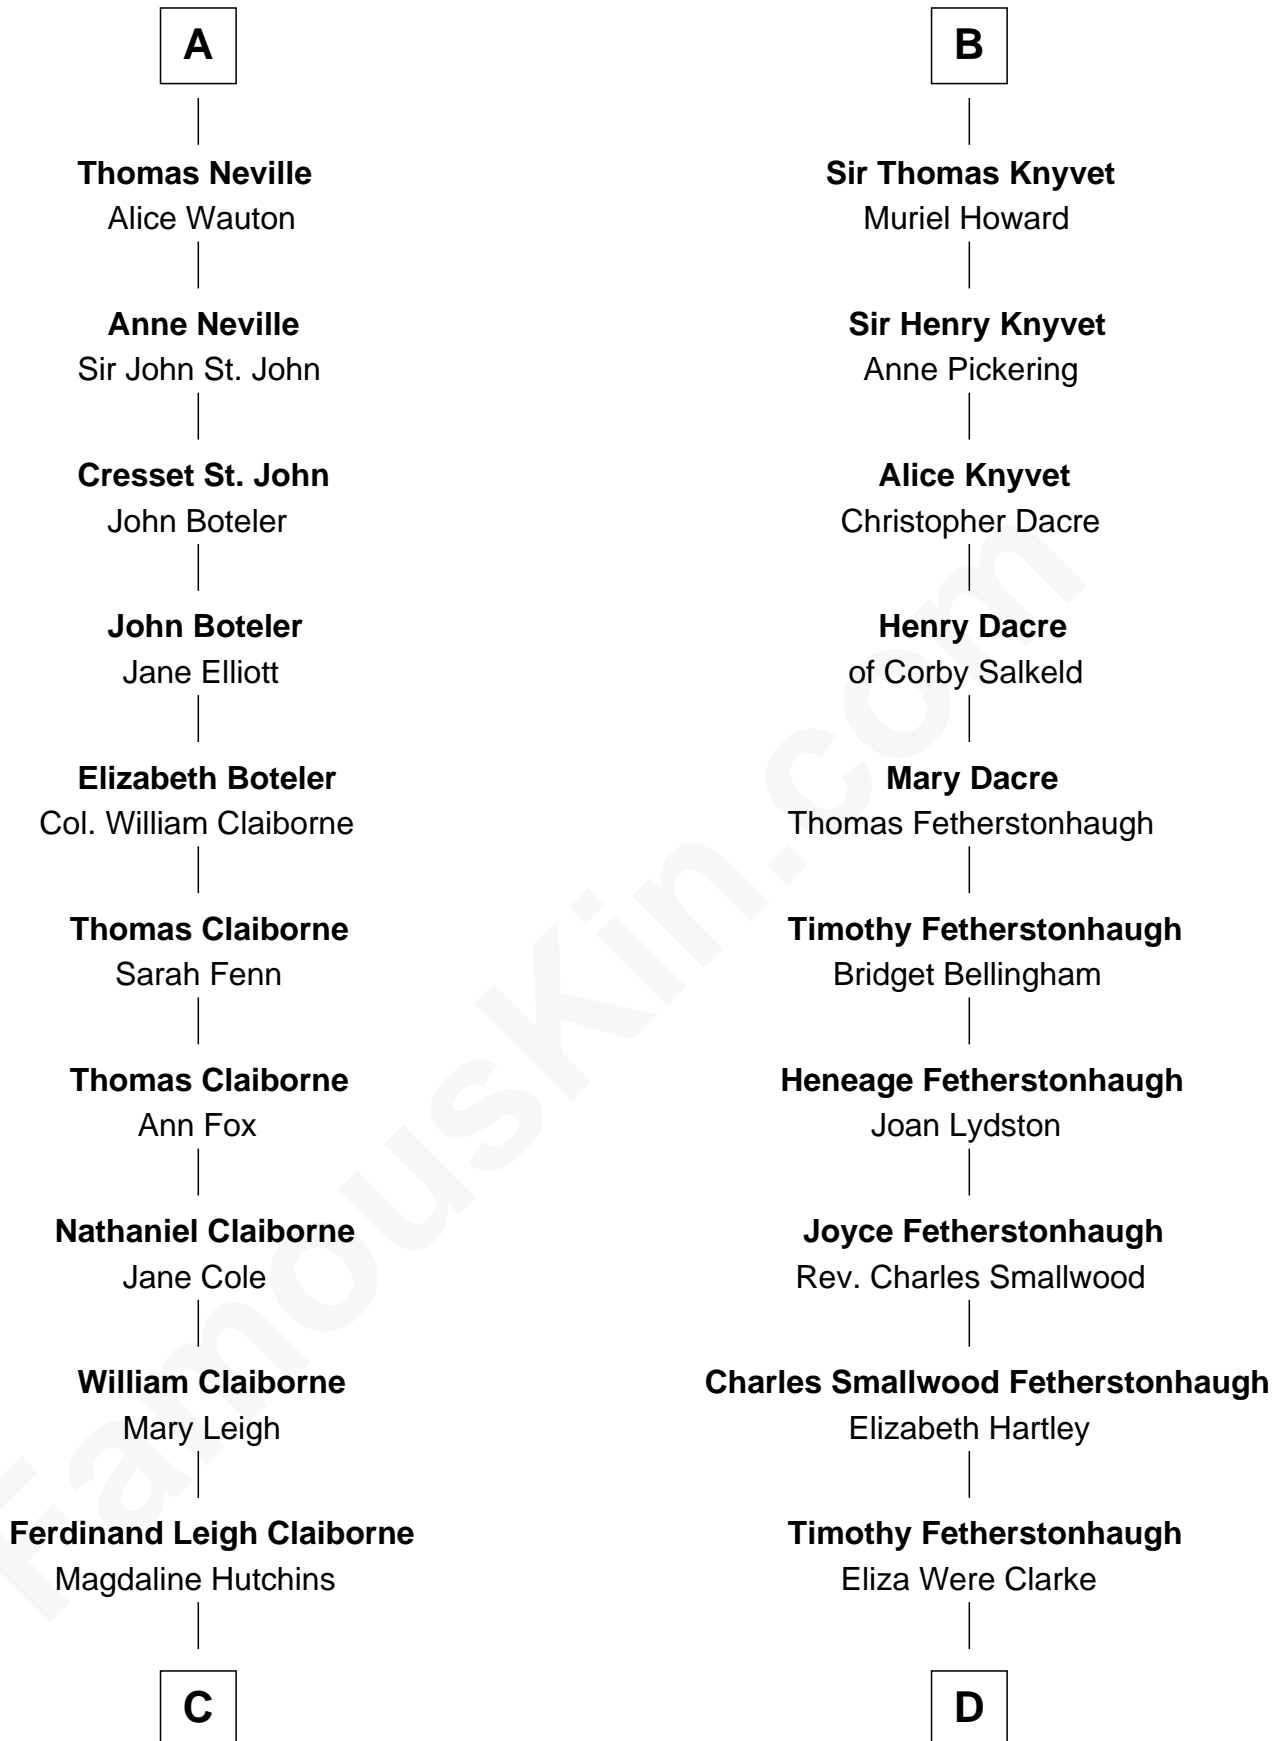 A
Thomas Neville
Alice Wauton
Anne Neville
Sir John St. John
Cresset St. John
John Boteler
John Boteler
Jane Elliott
Elizabeth Boteler
Col. William Claiborne
Thomas Claiborne
Sarah Fenn
Thomas Claiborne
Ann Fox
Nathaniel Claiborne
Jane Cole
William Claiborne
Mary Leigh
Ferdinand Leigh Claiborne
Magdaline Hutchins
C
B
Sir Thomas Knyvet
Muriel Howard
Sir Henry Knyvet
Anne Pickering
Alice Knyvet
Christopher Dacre
Henry Dacre
of Corby Salkeld
Mary Dacre
Thomas Fetherstonhaugh
Timothy Fetherstonhaugh
Bridget Bellingham
Heneage Fetherstonhaugh
Joan Lydston
Joyce Fetherstonhaugh
Rev. Charles Smallwood
Charles Smallwood Fetherstonhaugh
Elizabeth Hartley
Timothy Fetherstonhaugh
Eliza Were Clarke
D
FamousKin.com